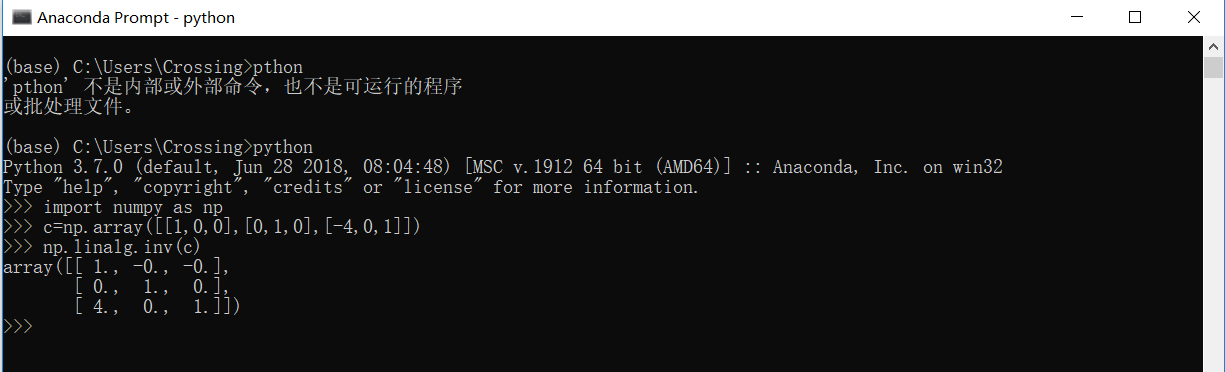 Anaconda Prompt - python
(base) C:\Users\Crossing>pthon
'pthon' 不是内部或外部命令，也不是可运行的程序
或批处理文件。
(base) C:\Users\Crossing>python
Python 3.7.0 (default, Jun 28 2018, 08:04:48) [MSC v.1912 64 bit (AMD64)] :: Anaconda, Inc. on win32
Type "help", "copyright", "credits" or "license" for more information.
>>> import numpy as np
>>> c=np.array([[1,0,0],[0,1,0],[-4,0,1]])
>>> np.linalg.inv(c)
array([[ 1., -0., -0.],
       [ 0.,  1.,  0.],
       [ 4.,  0.,  1.]])
>>>